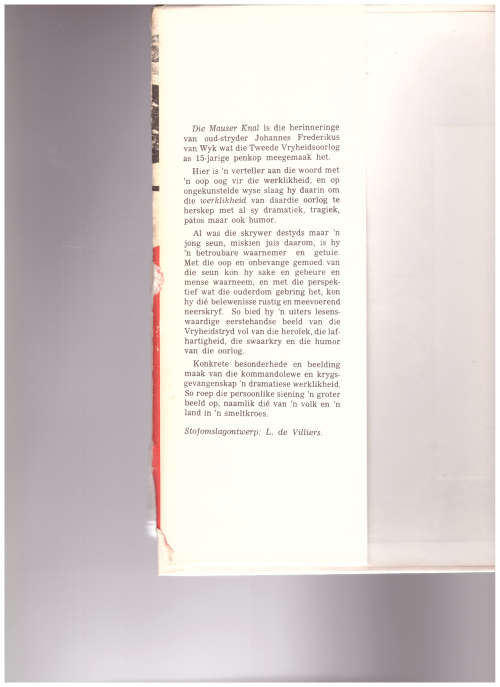 Die Mauser Knal is die herinneringe
van oud-stryder Johannes Frederikus
van Wyk wat die Tweede Vryheidsoorlog
as 15-jarige penkop meegemaak het.
Hier is 'n verteller aan die woord met
'n oop oog vir die werklikheid, en op
ongekunstelde wyse slaag hy daarin om
die werklikheid van daardie oorlog te
herskep met al sy dramatiek, tragiek,
patos maar ook humor.
Al was die skrywer destyds maar 'n
jong seun, miskien juis daarom, is hy
'n betroubare waarnemer en getuie.
Met die oop en onbevange gemoed van
die seun kon hy sake en gebeure en
mense waarneem, en met die perspek-
tief wat die ouderdom gebring het, kon
hy dié belewenisse rustig en meevoerend
neerskryf. So bied hy 'n uiters lesens-
waardige eerstehandse beeld van die
Vryheidstryd vol van die heroïek, die laf-
hartigheid, die swaarkry en die humor
van die oorlog.
Konkrete besonderhede en beelding
maak van die kommandolewe en krygs-
gevangenskap 'n dramatiese werklikheid.
So roep die persoonlike siening 'n groter
beeld op, naamlik dié van 'n volk en 'n
land in 'n smeltkroes.
Stofomslagontwerp: L. de Villiers.